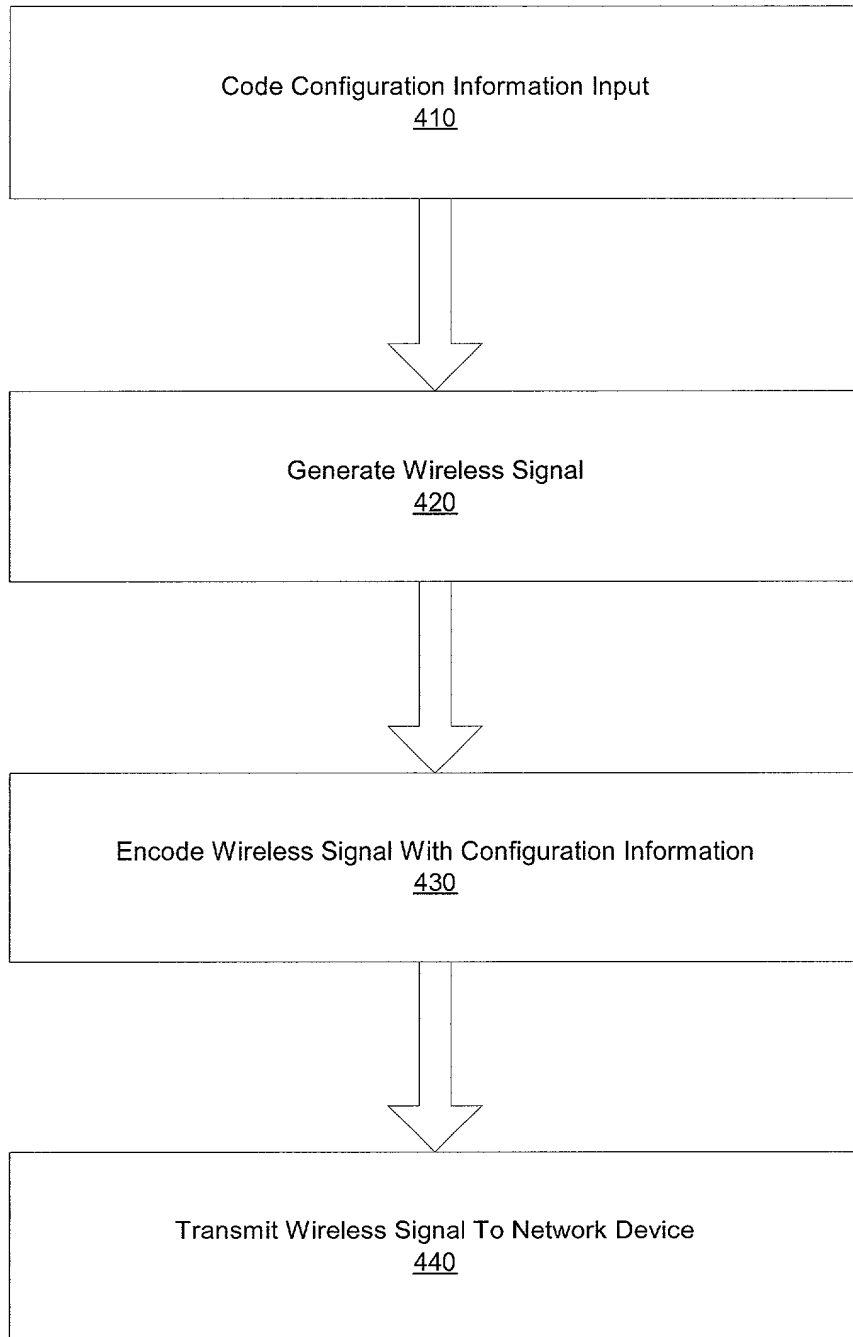 Code Configuration Information Input
410
Generate Wireless Signal
420
Encode Wireless Signal With Configuration Information
430
Transmit Wireless Signal To Network Device
440